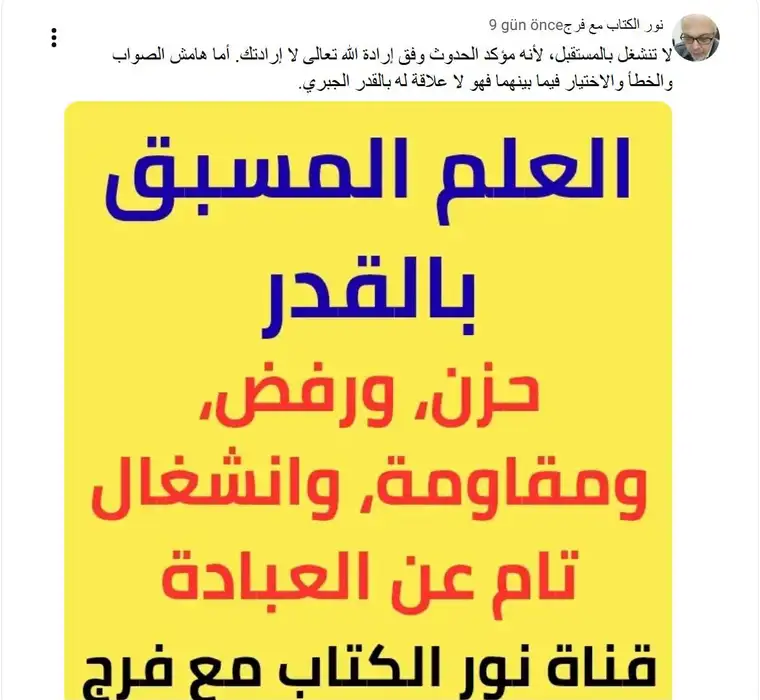 نور الكتاب مع فرج9 gün önce
لا تنشغل بالمستقبل، لأنه مؤكد الحدوث وفق إرادة الله تعالى لا إرادتك. أما هامش الصواب
والخطأ والاختيار فيما بينهما فهو لا علاقة له بالقدر الجبري.
العلم المسبق
بالقدر
حزن، ورفض،
ومقاومة، وانشغال
تام عن العبادة
قناة نور الكتاب مع فرج